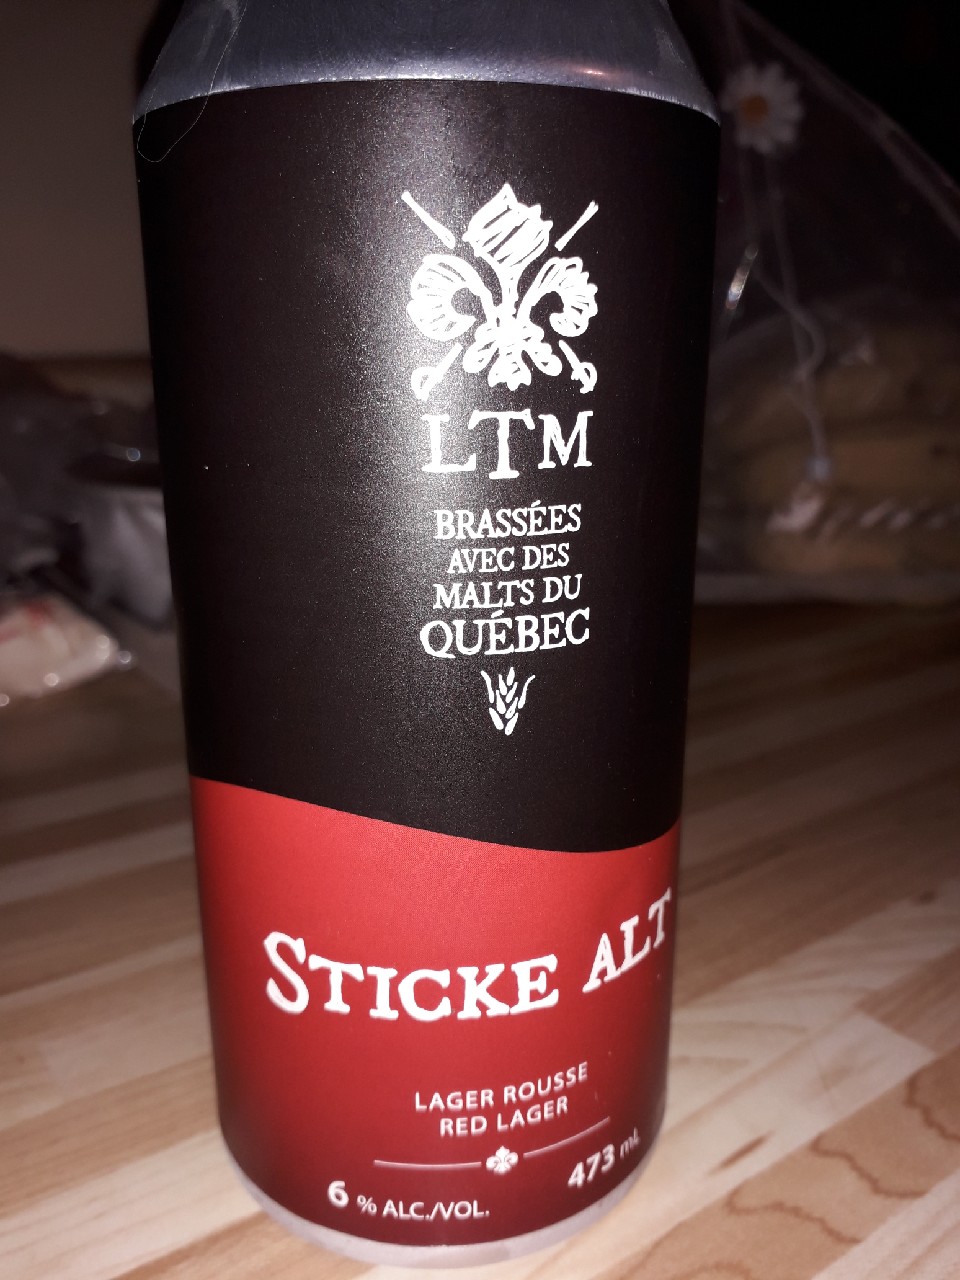 LTM
BRASSÉES
AVEC DES
MALTS DU
QUÉBEC
STICKE ALT
LAGER ROUSSE
RED LAGER
6 % ALC./VOL.
473 mL